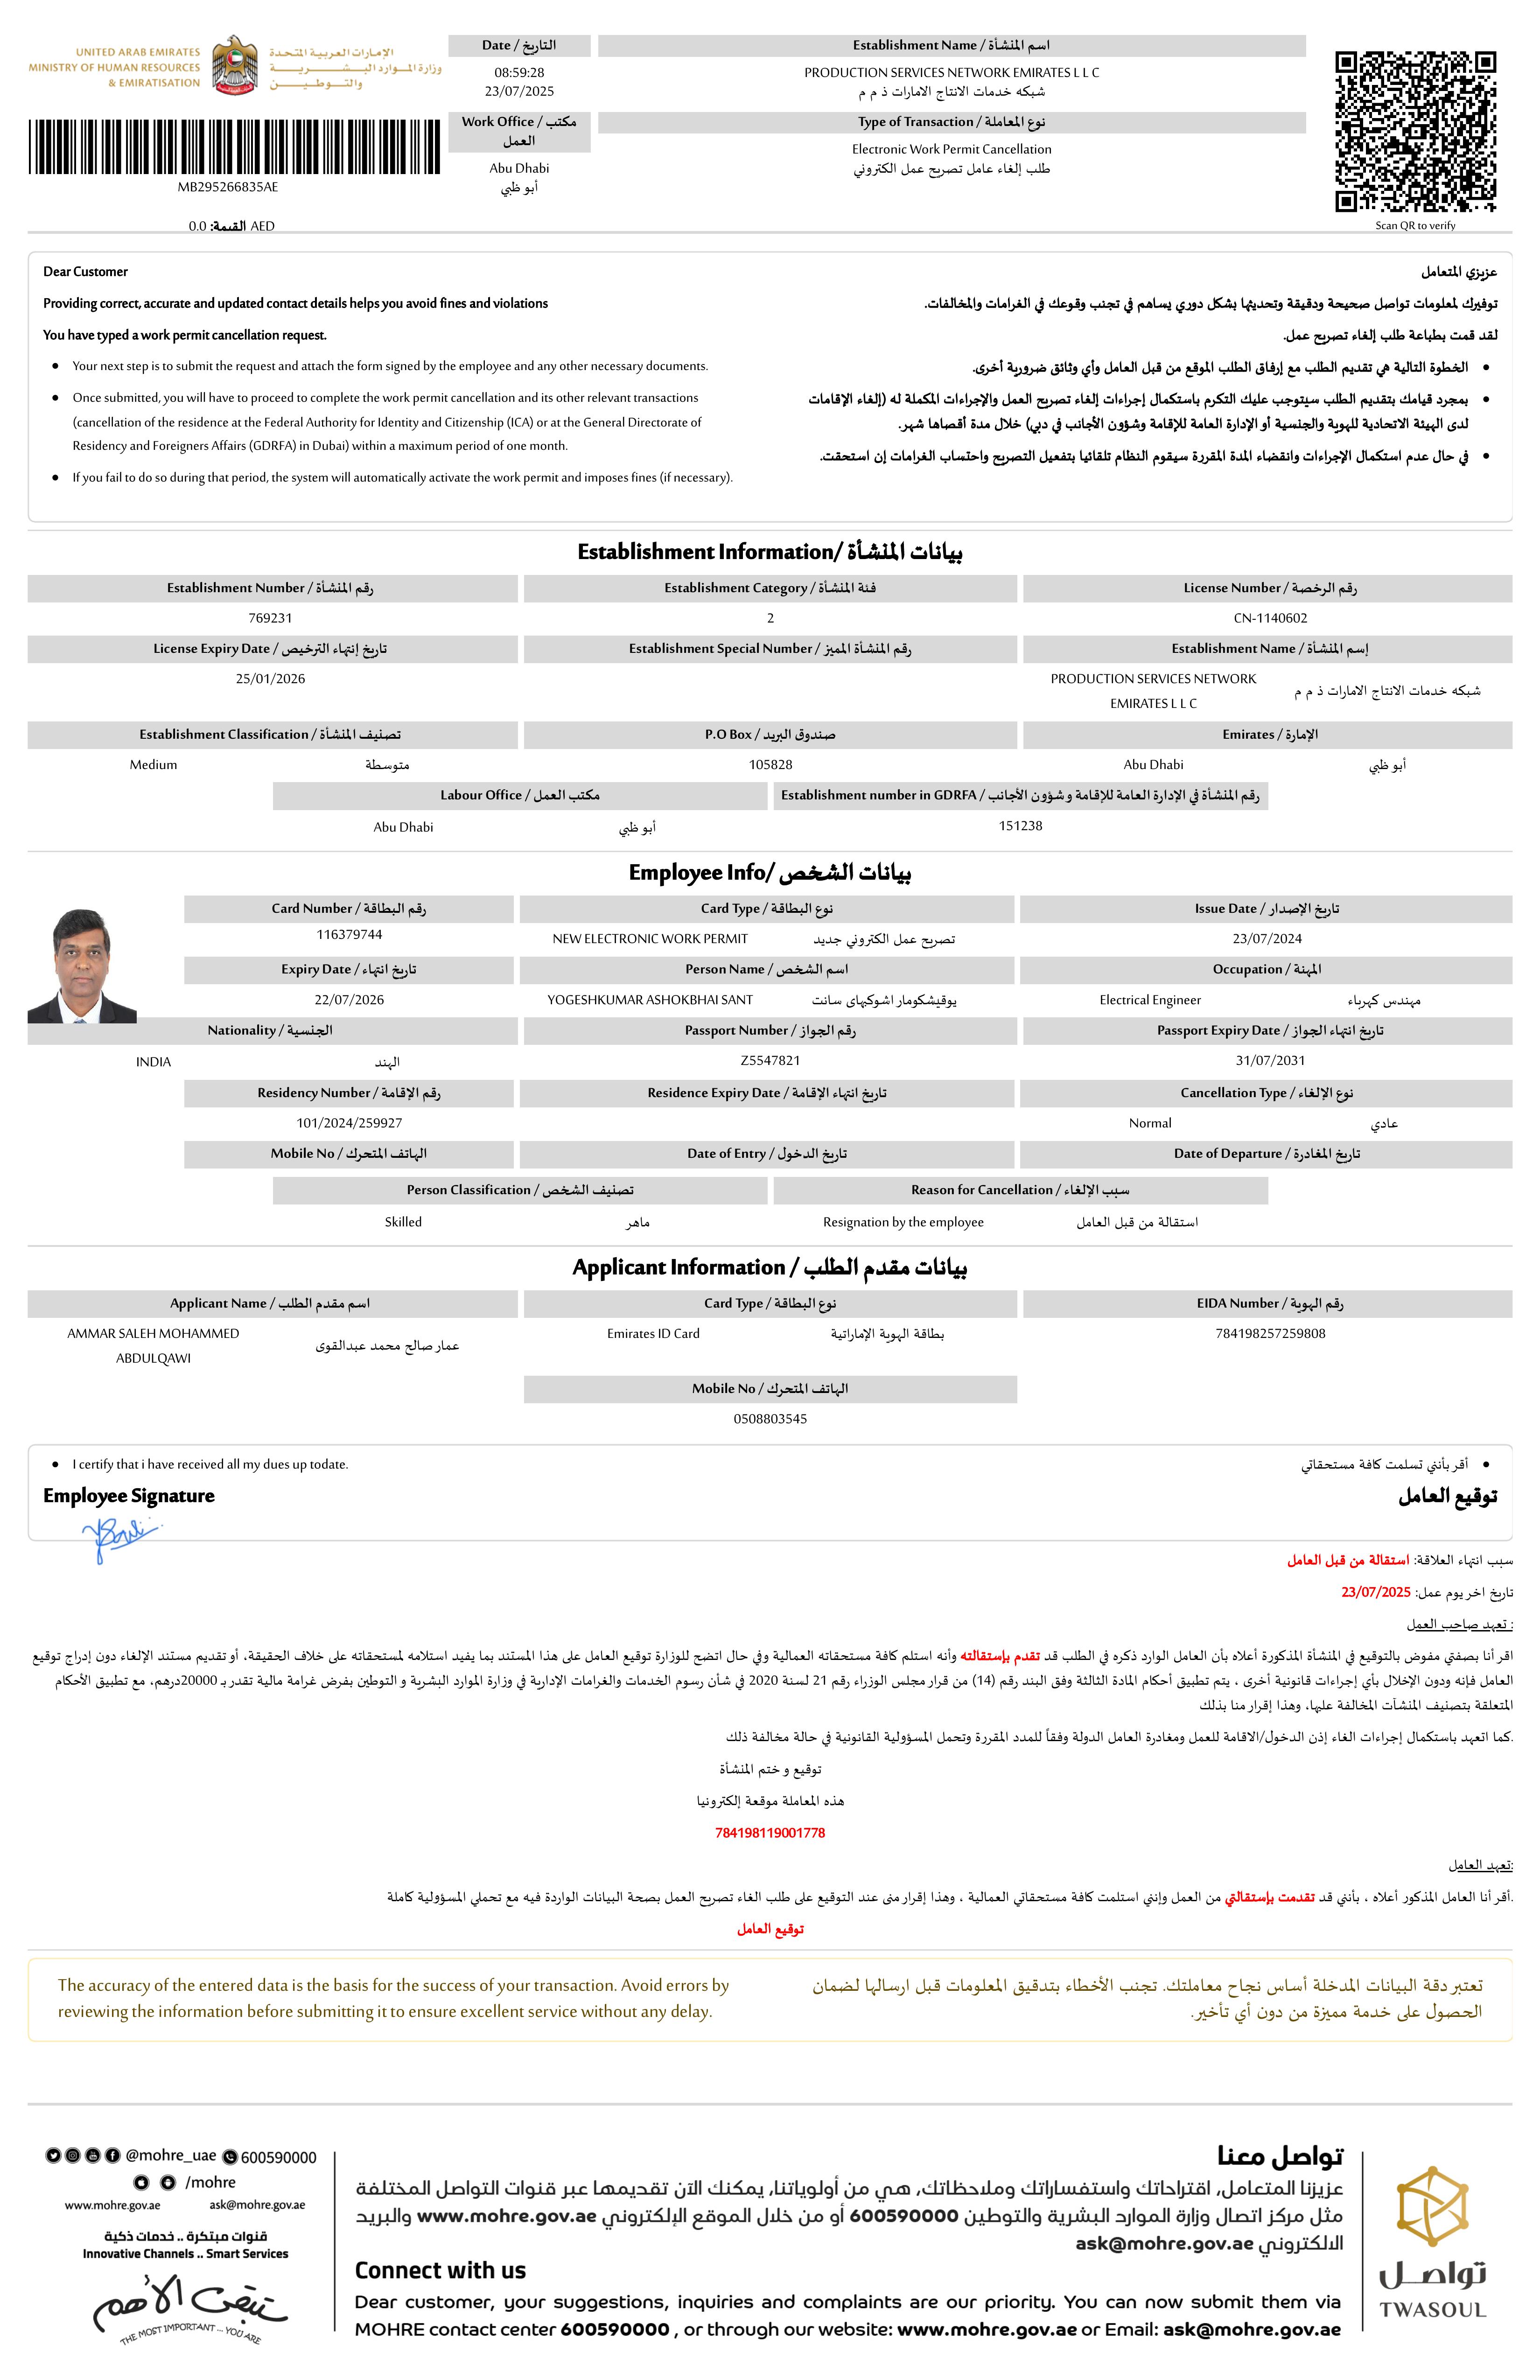 UNITED ARAB EMIRATES
MINISTRY OF HUMAN RESOURCES
& EMIRATISATION
الإمارات العربية المتحدة
وزارة الموارد البشرية
والتوطين
MB295266835AE
القيمة: 0.0 AED
Date / التاريخ
08:59:28
23/07/2025
Work Office / مكتب العمل
Abu Dhabi
أبو ظبي
Establishment Name / اسم المنشأة
PRODUCTION SERVICES NETWORK EMIRATES L L C
شبكه خدمات الانتاج الامارات ذ م م
Type of Transaction / نوع المعاملة
Electronic Work Permit Cancellation
طلب إلغاء عامل تصريح عمل الكتروني
Scan QR to verify
Dear Customer
Providing correct, accurate and updated contact details helps you avoid fines and violations
You have typed a work permit cancellation request.
● Your next step is to submit the request and attach the form signed by the employee and any other necessary documents.
● Once submitted, you will have to proceed to complete the work permit cancellation and its other relevant transactions
(cancellation of the residence at the Federal Authority for Identity and Citizenship (ICA) or at the General Directorate of
Residency and Foreigners Affairs (GDRFA) in Dubai) within a maximum period of one month.
● If you fail to do so during that period, the system will automatically activate the work permit and imposes fines (if necessary).
عزيزي المتعامل
توفيرك لمعلومات تواصل صحيحة ودقيقة وتحديثها بشكل دوري يساهم في تجنب وقوعك في الغرامات والمخالفات.
لقد قمت بطباعة طلب إلغاء تصريح عمل.
● الخطوة التالية هي تقديم الطلب مع إرفاق الطلب الموقع من قبل العامل وأي وثائق ضرورية أخرى.
● بمجرد قيامك بتقديم الطلب سيتوجب عليك التكرم باستكمال إجراءات إلغاء تصريح العمل والإجراءات المكملة له (إلغاء الإقامات
لدى الهيئة الاتحادية للهوية والجنسية أو الإدارة العامة للإقامة وشؤون الأجانب في دبي) خلال مدة أقصاها شهر.
● في حال عدم استكمال الإجراءات وانقضاء المدة المقررة سيقوم النظام تلقائيا بتفعيل التصريح واحتساب الغرامات إن استحقت.
Establishment Information/ بيانات المنشأة
Establishment Number / رقم المنشأة
769231
Establishment Category / فئة المنشأة
2
License Number / رقم الرخصة
CN-1140602
License Expiry Date / تاريخ إنتهاء الترخيص
25/01/2026
Establishment Special Number / رقم المنشأة المميز
Establishment Name / إسم المنشأة
PRODUCTION SERVICES NETWORK
EMIRATES L L C
شبكه خدمات الانتاج الامارات ذ م م
Establishment Classification / تصنيف المنشأة
Medium متوسطة
P.O Box / صندوق البريد
105828
Emirates / الإمارة
Abu Dhabi أبو ظبي
Labour Office / مكتب العمل
Abu Dhabi أبو ظبي
Establishment number in GDRFA / رقم المنشأة في الإدارة العامة للإقامة و شؤون الأجانب
151238
Employee Info/ بيانات الشخص
Card Number / رقم البطاقة
116379744
Card Type / نوع البطاقة
NEW ELECTRONIC WORK PERMIT تصريح عمل الكتروني جديد
Issue Date / تاريخ الإصدار
23/07/2024
Expiry Date / تاريخ انتهاء
22/07/2026
Person Name / اسم الشخص
YOGESHKUMAR ASHOKBHAI SANT يوقيشكومار اشوكبهاى سانت
Occupation / المهنة
Electrical Engineer مهندس كهرباء
Nationality / الجنسية
INDIA الهند
Passport Number / رقم الجواز
Z5547821
Passport Expiry Date / تاريخ انتهاء الجواز
31/07/2031
Residency Number / رقم الإقامة
101/2024/259927
Residence Expiry Date / تاريخ انتهاء الإقامة
Cancellation Type / نوع الإلغاء
Normal عادي
Mobile No / الهاتف المتحرك
Date of Entry / تاريخ الدخول
Date of Departure / تاريخ المغادرة
Person Classification / تصنيف الشخص
Skilled ماهر
Reason for Cancellation / سبب الإلغاء
Resignation by the employee استقالة من قبل العامل
Applicant Information / بيانات مقدم الطلب
Applicant Name / اسم مقدم الطلب
AMMAR SALEH MOHAMMED
ABDULQAWI
عمار صالح محمد عبدالقوى
Card Type / نوع البطاقة
Emirates ID Card بطاقة الهوية الإماراتية
EIDA Number / رقم الهوية
784198257259808
Mobile No / الهاتف المتحرك
0508803545
● I certify that i have received all my dues up todate.
● أقر بأنني تسلمت كافة مستحقاتي
Employee Signature
توقيع العامل
سبب انتهاء العلاقة: استقالة من قبل العامل
تاريخ اخر يوم عمل: 23/07/2025
تعهد صاحب العمل :
اقر أنا بصفتي مفوض بالتوقيع في المنشأة المذكورة أعلاه بأن العامل الوارد ذكره في الطلب قد تقدم بإستقالته وأنه استلم كافة مستحقاته العمالية وفي حال اتضح للوزارة توقيع العامل على هذا المستند بما يفيد استلامه لمستحقاته على خلاف الحقيقة، أو تقديم مستند الإلغاء دون إدراج توقيع
العامل فإنه ودون الإخلال بأي إجراءات قانونية أخرى ، يتم تطبيق أحكام المادة الثالثة وفق البند رقم (14) من قرار مجلس الوزراء رقم 21 لسنة 2020 في شأن رسوم الخدمات والغرامات الإدارية في وزارة الموارد البشرية و التوطين بفرض غرامة مالية تقدر بـ 20000درهم، مع تطبيق الأحكام
المتعلقة بتصنيف المنشآت المخالفة عليها، وهذا إقرار منا بذلك
كما اتعهد باستكمال إجراءات الغاء إذن الدخول/الاقامة للعمل ومغادرة العامل الدولة وفقاً للمدد المقررة وتحمل المسؤولية القانونية في حالة مخالفة ذلك.
توقيع و ختم المنشأة
هذه المعاملة موقعة إلكترونيا
784198119001778
تعهد العامل:
أقر أنا العامل المذكور أعلاه ، بأنني قد تقدمت بإستقالتي من العمل وإنني استلمت كافة مستحقاتي العمالية ، وهذا إقرار منى عند التوقيع على طلب الغاء تصريح العمل بصحة البيانات الواردة فيه مع تحملي المسؤولية كاملة.
توقيع العامل
The accuracy of the entered data is the basis for the success of your transaction. Avoid errors by
reviewing the information before submitting it to ensure excellent service without any delay.
تعتبر دقة البيانات المدخلة أساس نجاح معاملتك. تجنب الأخطاء بتدقيق المعلومات قبل ارسالها لضمان
الحصول على خدمة مميزة من دون أي تأخير.
@mohre_uae 600590000
/mohre
www.mohre.gov.ae ask@mohre.gov.ae
قنوات مبتكرة .. خدمات ذكية
Innovative Channels .. Smart Services
تبقى الأهم
THE MOST IMPORTANT ... YOU ARE
تواصل معنا
عزيزنا المتعامل، اقتراحاتك واستفساراتك وملاحظاتك، هي من أولوياتنا، يمكنك الآن تقديمها عبر قنوات التواصل المختلفة
مثل مركز اتصال وزارة الموارد البشرية والتوطين 600590000 أو من خلال الموقع الإلكتروني www.mohre.gov.ae والبريد
الالكتروني ask@mohre.gov.ae
Connect with us
Dear customer, your suggestions, inquiries and complaints are our priority. You can now submit them via
MOHRE contact center 600590000 , or through our website: www.mohre.gov.ae or Email: ask@mohre.gov.ae
تواصل
TWASOUL